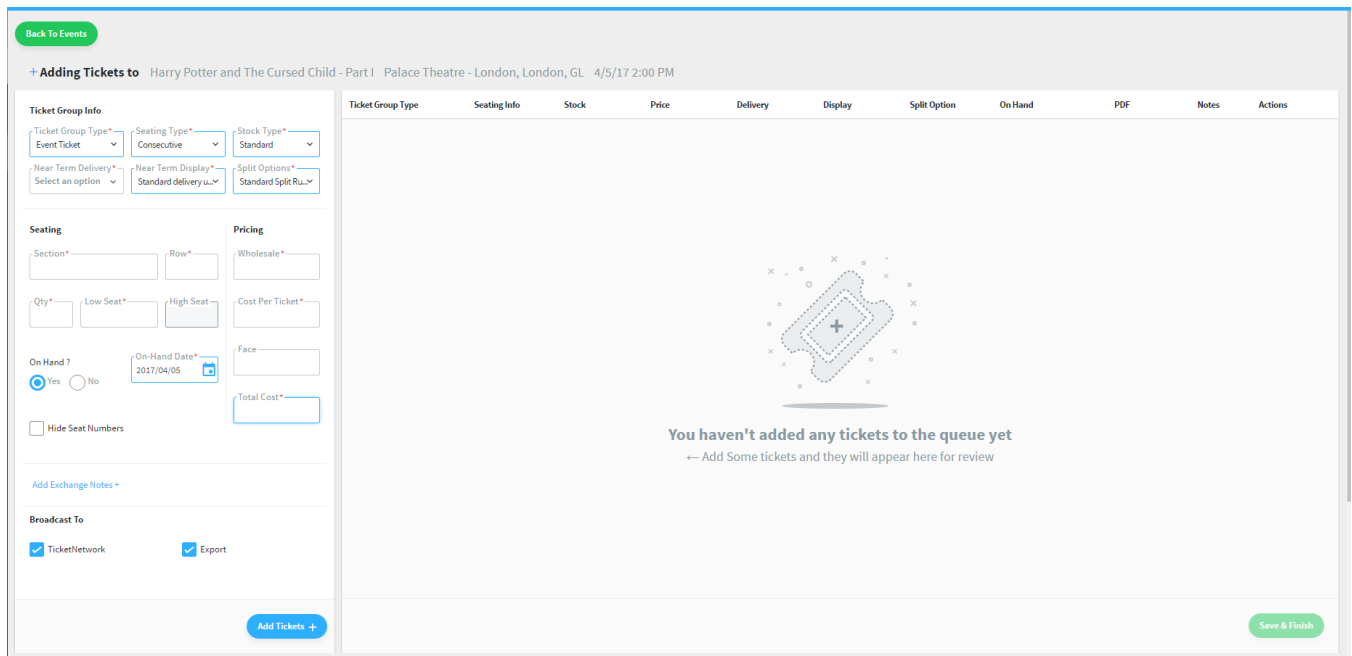 Back To Events
+ Adding Tickets to Harry Potter and The Cursed Child - Part I Palace Theatre - London, London, GL 4/5/17 2:00 PM
Ticket Group Info
Ticket Group Type* Seating Type* Stock Type*
Event Ticket Consecutive Standard
Near Term Delivery* Near Term Display* Split Options*
Select an option Standard delivery u... Standard Split Ru...
Seating Pricing
Section* Row* Wholesale*
Qty* Low Seat* High Seat Cost Per Ticket*
Face
On Hand ? On-Hand Date*
2017/04/05
Yes No
Total Cost*
Hide Seat Numbers
Add Exchange Notes +
Broadcast To
TicketNetwork Export
Add Tickets +
Ticket Group Type Seating Info Stock Price Delivery Display Split Option On Hand PDF Notes Actions
You haven't added any tickets to the queue yet
← Add Some tickets and they will appear here for review
Save & Finish